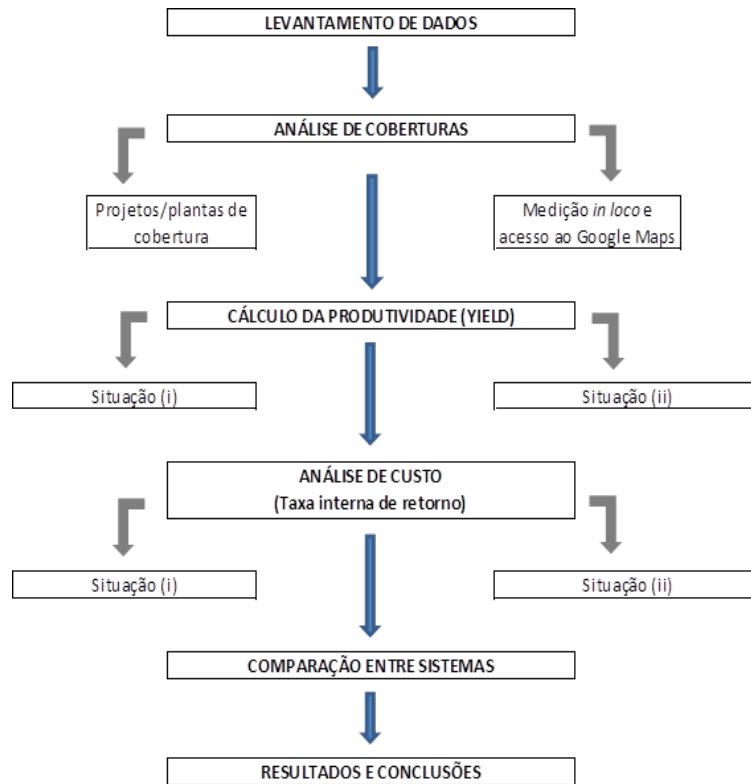 LEVANTAMENTO DE DADOS
ANÁLISE DE COBERTURAS
Projetos/plantas de
cobertura
Medição in loco e
acesso ao Google Maps
CÁLCULO DA PRODUTIVIDADE (YIELD)
Situação (i)
Situação (ii)
ANÁLISE DE CUSTO
(Taxa interna de retorno)
Situação (i)
Situação (ii)
COMPARAÇÃO ENTRE SISTEMAS
RESULTADOS E CONCLUSÕES